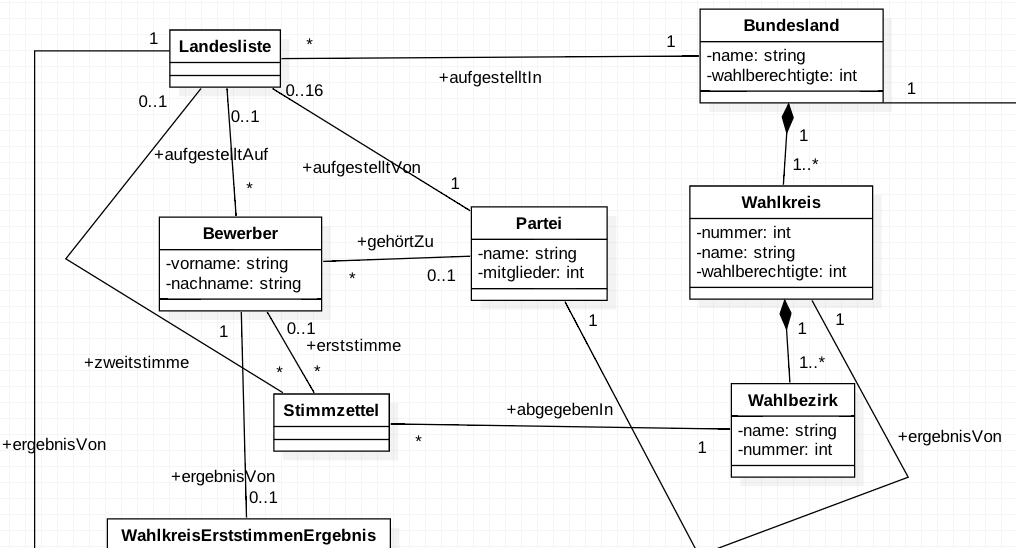 Bundesland
-name: string
-wahlberechtigte: int
1
Landesliste
*
1
+aufgestelltIn
0..1
0..1
0..16
1
1
1..*
+aufgestelltAuf
+aufgestelltVon
*
1
Wahlkreis
-nummer: int
-name: string
-wahlberechtigte: int
Bewerber
-vorname: string
-nachname: string
+gehörtZu
*
0..1
Partei
-name: string
-mitglieder: int
1
0..1
+erststimme
1
1
1
+zweitstimme
*
*
1..*
Stimmzettel
+abgegebenIn
*
1
Wahlbezirk
-name: string
-nummer: int
+ergebnisVon
+ergebnisVon
+ergebnisVon
0..1
WahlkreisErststimmenErgebnis